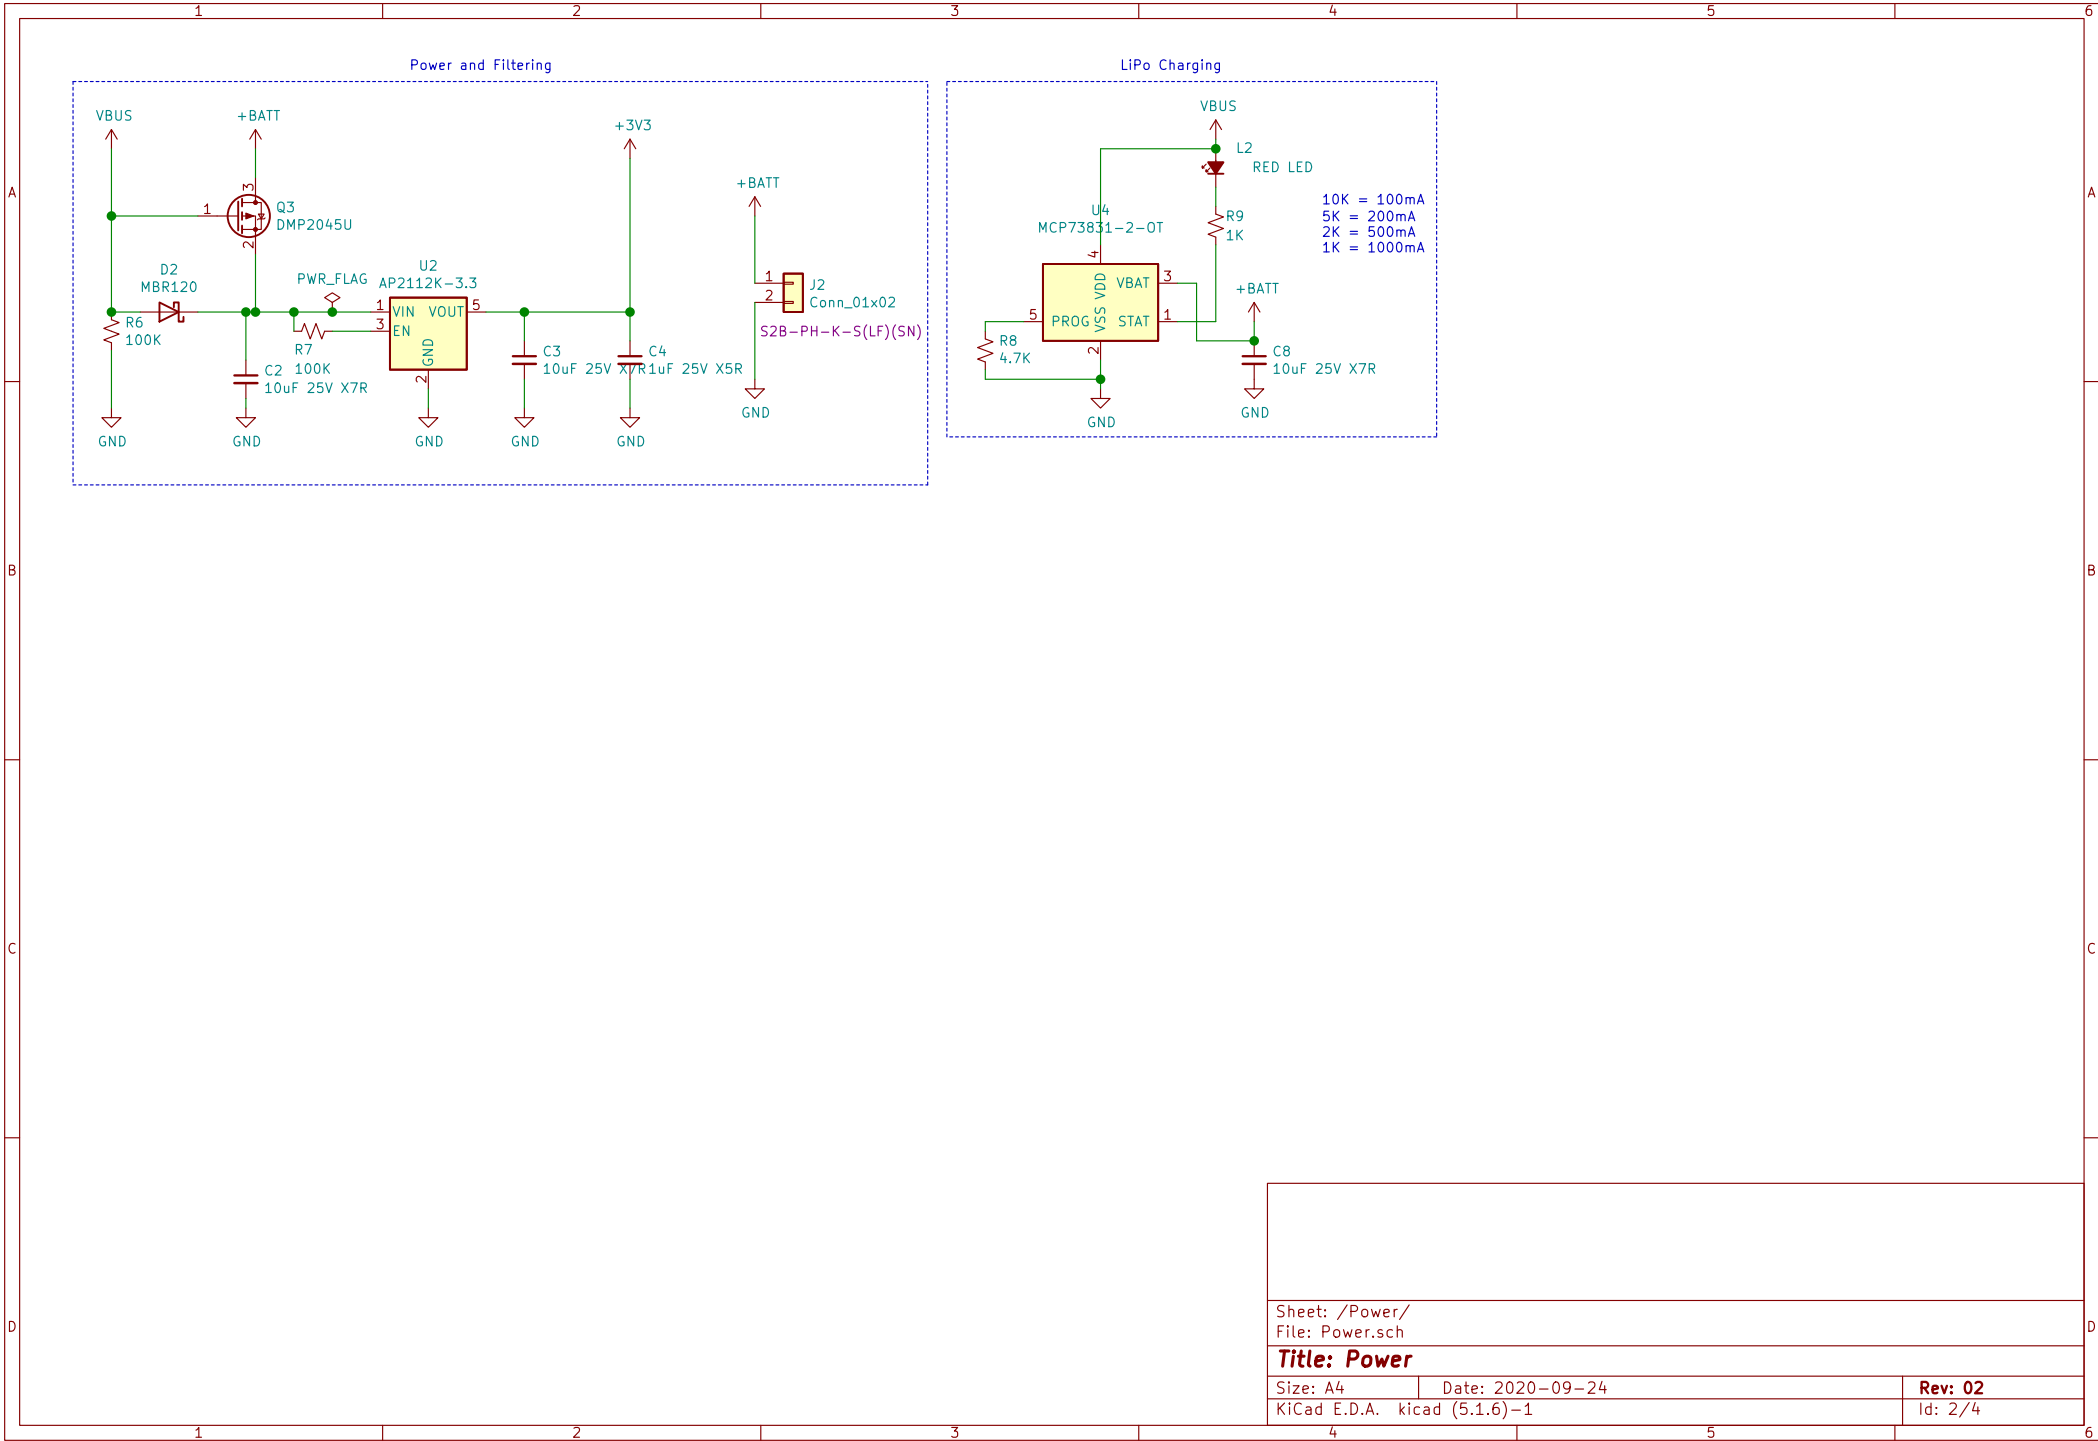 1 2 3 4 5 6
Power and Filtering
LiPo Charging
VBUS
+BATT
+3V3
+BATT
VBUS
L2
RED LED
A
A
3
1
2
Q3
DMP2045U
10K = 100mA
5K = 200mA
2K = 500mA
1K = 1000mA
U4
MCP73831-2-OT
R9
1K
D2
MBR120
PWR_FLAG
U2
AP2112K-3.3
1
VIN
VOUT
5
3
EN
GND
2
1
2
J2
Conn_01x02
S2B-PH-K-S(LF)(SN)
4
VDD
VBAT
3
5
PROG
VSS
STAT
1
2
+BATT
R6
100K
R7
100K
C2
10uF 25V X7R
C3
10uF 25V X7R
C4
1uF 25V X5R
R8
4.7K
C8
10uF 25V X7R
GND
GND
GND
GND
GND
GND
GND
GND
B
B
C
C
D
D
Sheet: /Power/
File: Power.sch
Title: Power
Size: A4
Date: 2020-09-24
Rev: 02
KiCad E.D.A. kicad (5.1.6)-1
Id: 2/4
1 2 3 4 5 6